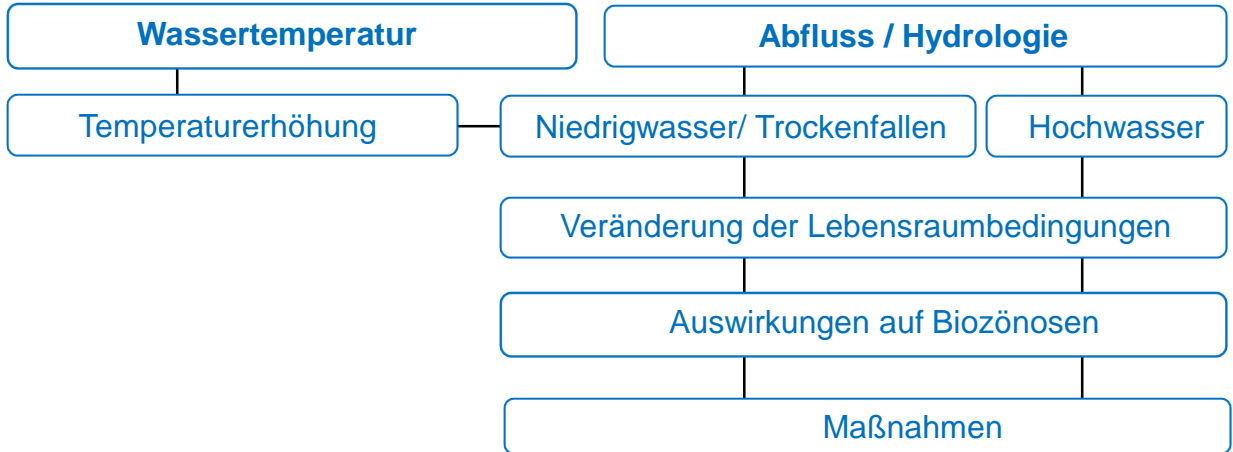 Wassertemperatur
Abfluss / Hydrologie
Temperaturerhöhung
Niedrigwasser/ Trockenfallen
Hochwasser
Veränderung der Lebensraumbedingungen
Auswirkungen auf Biozönosen
Maßnahmen